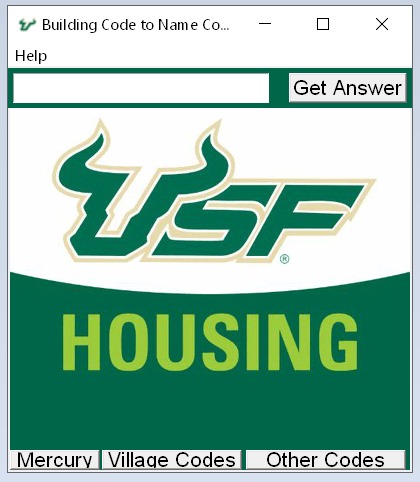 Building Code to Name Co...
Help
Get Answer
USF
®
HOUSING
Mercury Village Codes Other Codes